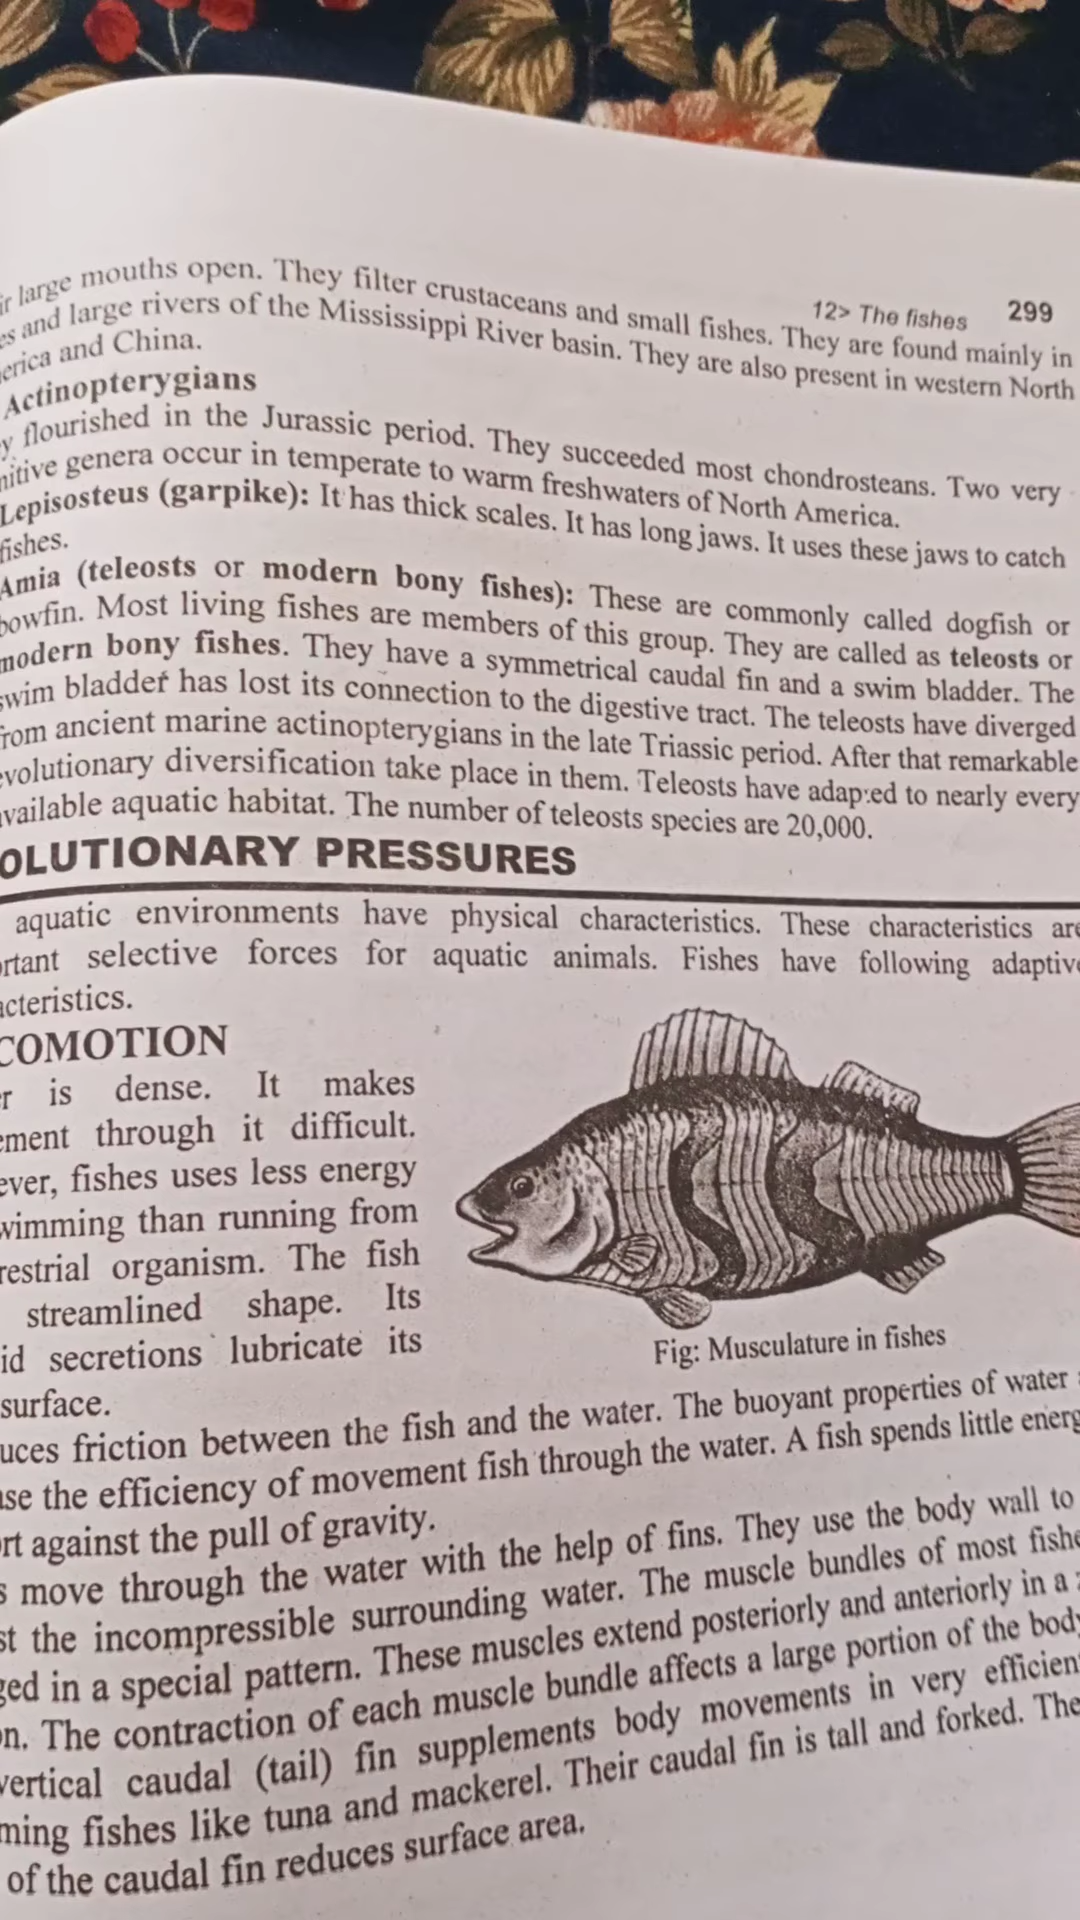 12> The fishes 299
ir large mouths open. They filter crustaceans and small fishes. They are found mainly in
es and large rivers of the Mississippi River basin. They are also present in western North
erica and China.
Actinopterygians
y flourished in the Jurassic period. They succeeded most chondrosteans. Two very
nitive genera occur in temperate to warm freshwaters of North America.
Lepisosteus (garpike): It has thick scales. It has long jaws. It uses these jaws to catch
fishes.
Amia (teleosts or modern bony fishes): These are commonly called dogfish or
bowfin. Most living fishes are members of this group. They are called as teleosts or
modern bony fishes. They have a symmetrical caudal fin and a swim bladder. The
swim bladder has lost its connection to the digestive tract. The teleosts have diverged
from ancient marine actinopterygians in the late Triassic period. After that remarkable
evolutionary diversification take place in them. Teleosts have adapted to nearly every
available aquatic habitat. The number of teleosts species are 20,000.
OLUTIONARY PRESSURES
aquatic environments have physical characteristics. These characteristics are
ortant selective forces for aquatic animals. Fishes have following adaptive
acteristics.
COMOTION
er is dense. It makes
ement through it difficult.
ever, fishes uses less energy
wimming than running from
restrial organism. The fish
streamlined shape. Its
id secretions lubricate its
surface.
Fig: Musculature in fishes
uces friction between the fish and the water. The buoyant properties of water
ase the efficiency of movement fish through the water. A fish spends little energ
rt against the pull of gravity.
s move through the water with the help of fins. They use the body wall to
st the incompressible surrounding water. The muscle bundles of most fishe
ged in a special pattern. These muscles extend posteriorly and anteriorly in a
on. The contraction of each muscle bundle affects a large portion of the body
vertical caudal (tail) fin supplements body movements in very efficien
ming fishes like tuna and mackerel. Their caudal fin is tall and forked. The
of the caudal fin reduces surface area.